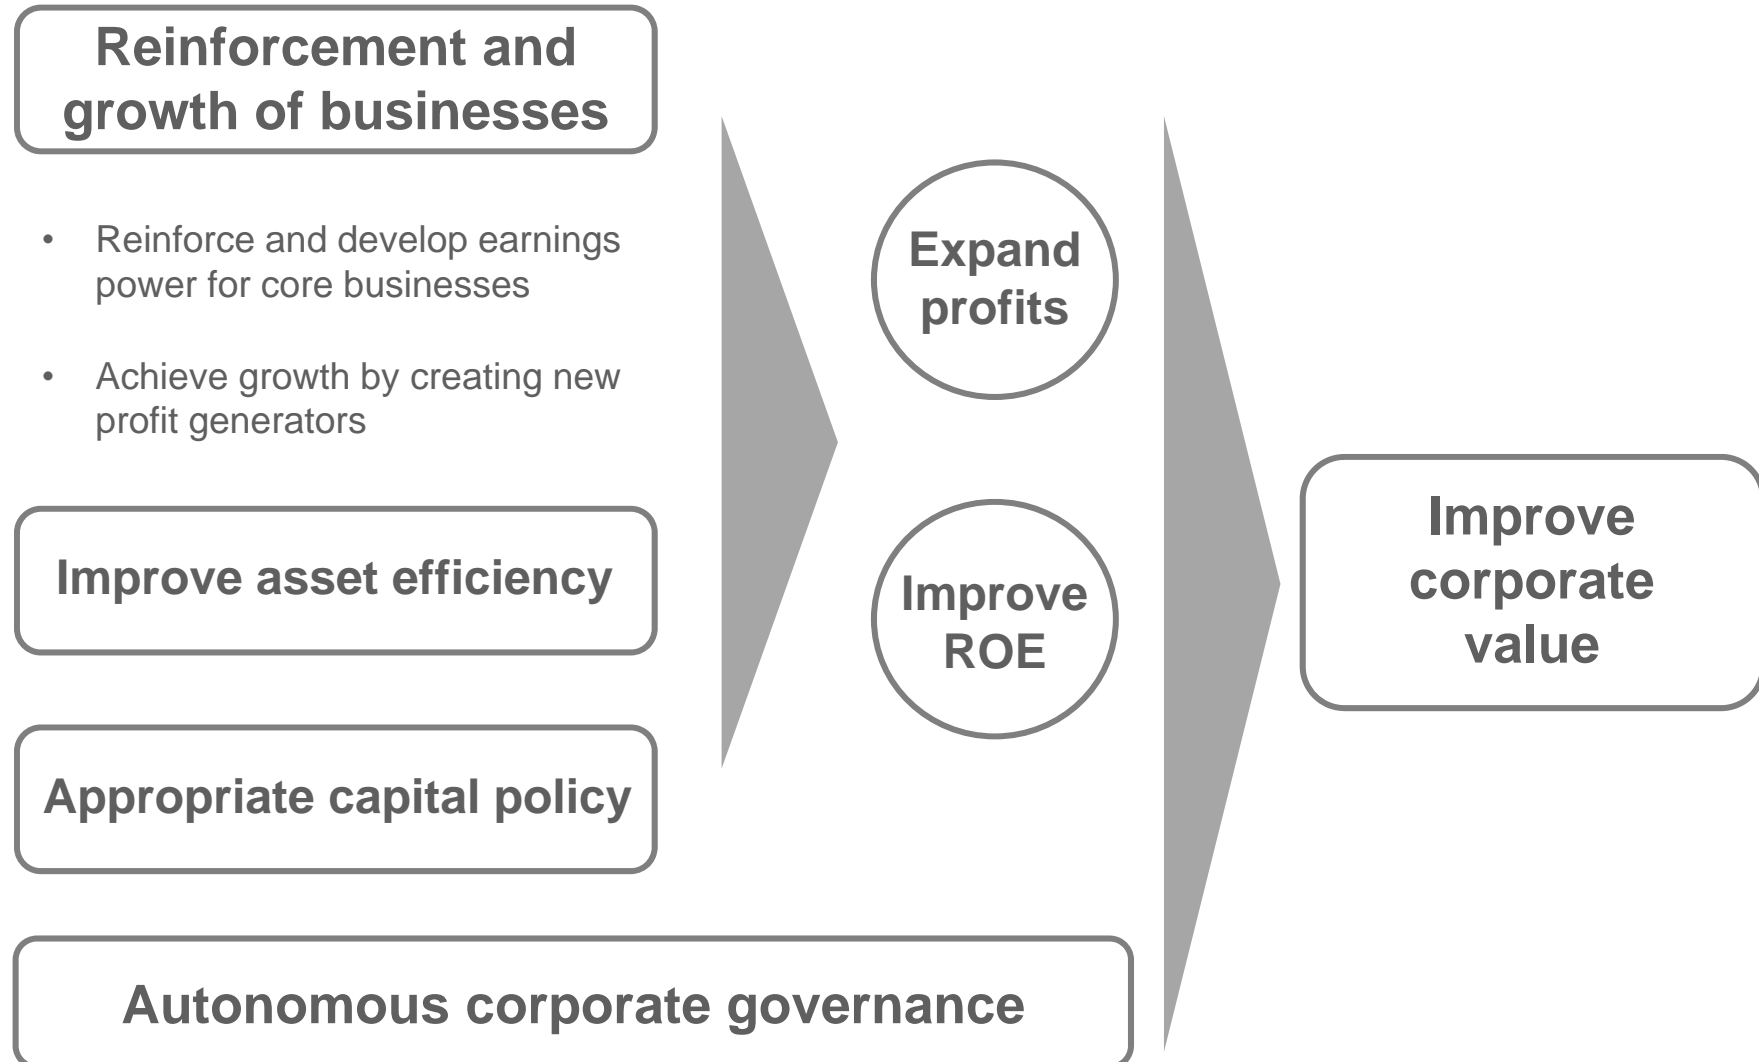 Reinforcement and
growth of businesses
• Reinforce and develop earnings
power for core businesses
• Achieve growth by creating new
profit generators
Improve asset efficiency
Appropriate capital policy
Autonomous corporate governance
Expand
profits
Improve
ROE
Improve
corporate
value